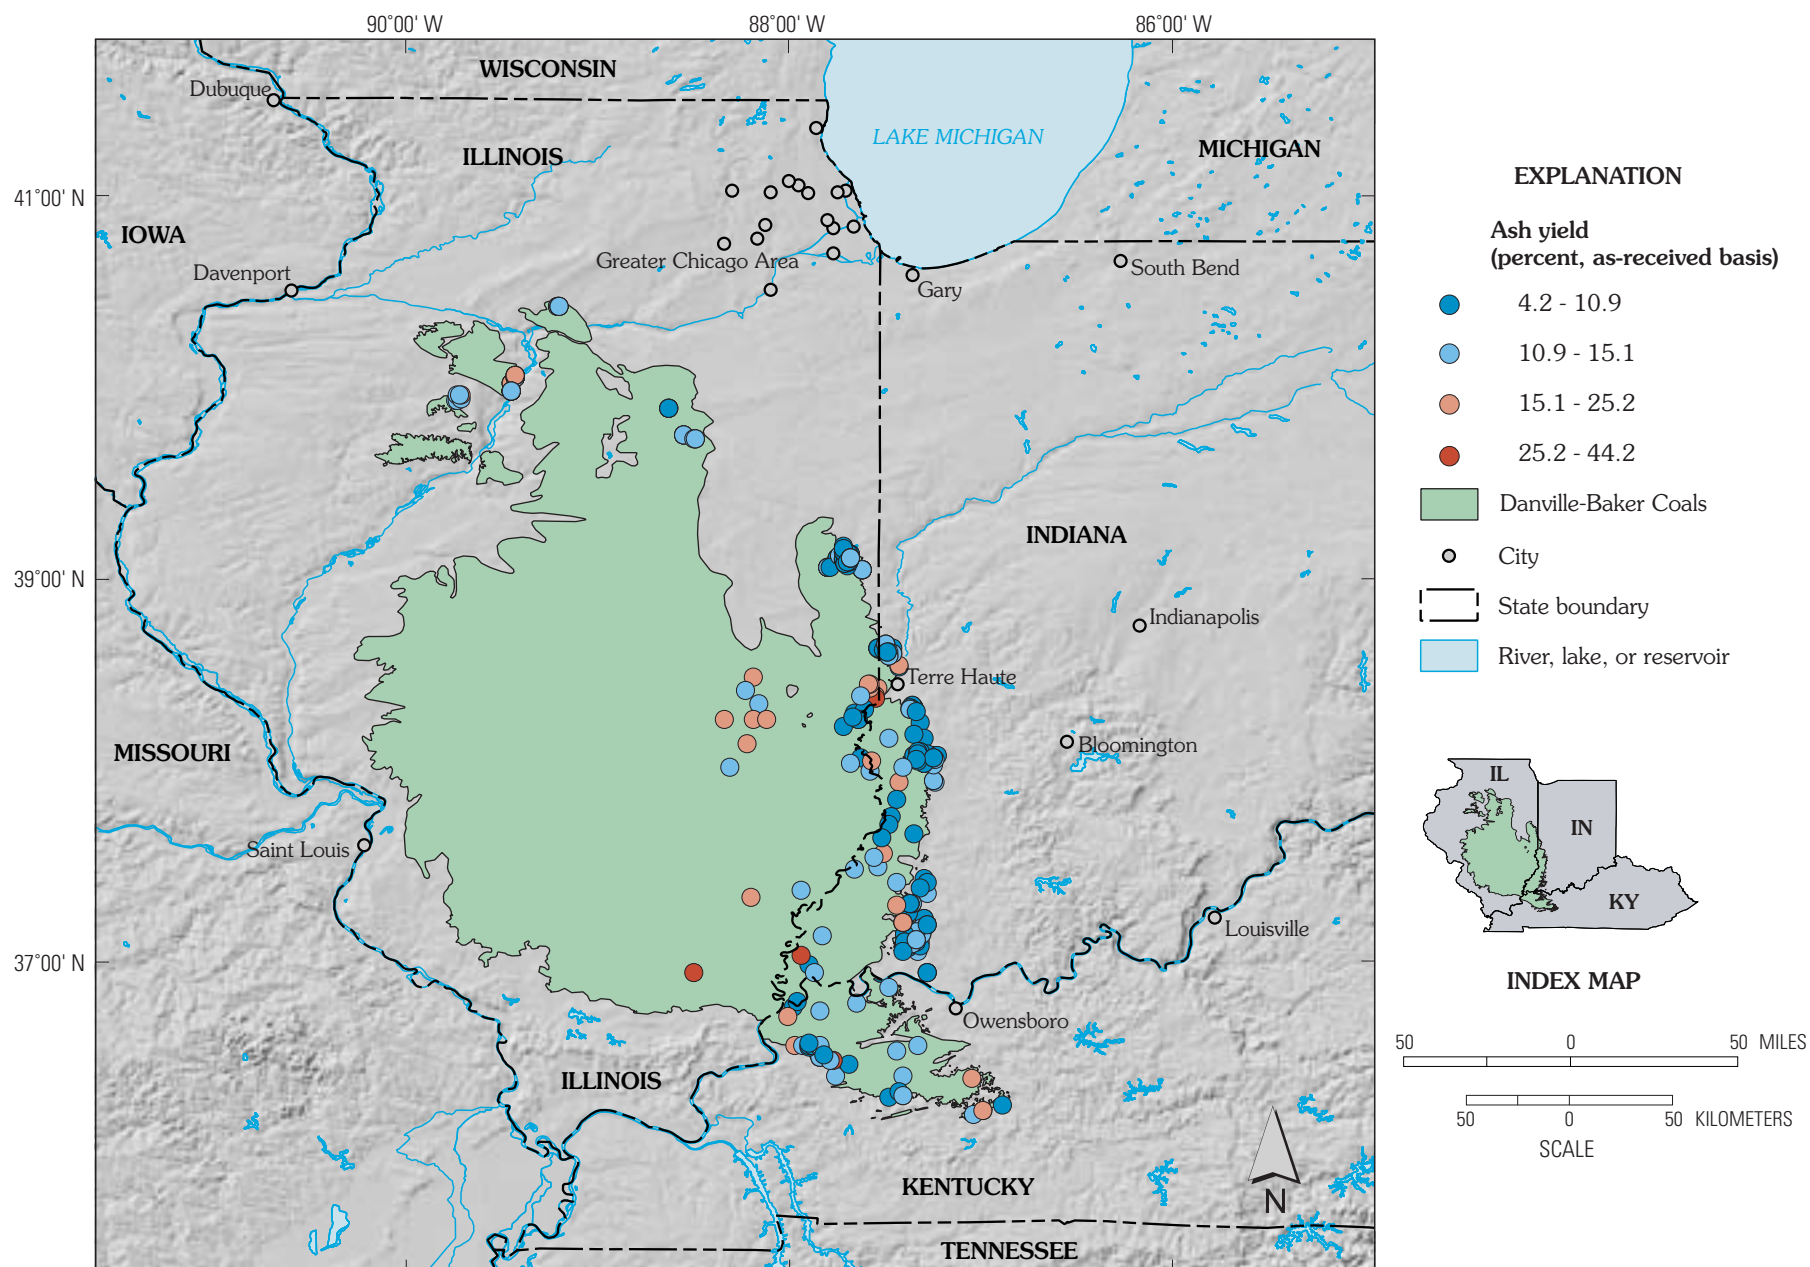 90°00' W
88°00' W
86°00' W
41°00' N
39°00' N
37°00' N
WISCONSIN
Dubuque
LAKE MICHIGAN
ILLINOIS
MICHIGAN
IOWA
Davenport
Greater Chicago Area
Gary
South Bend
INDIANA
Indianapolis
Terre Haute
Bloomington
MISSOURI
Saint Louis
Louisville
Owensboro
ILLINOIS
KENTUCKY
TENNESSEE
N
EXPLANATION
Ash yield
(percent, as-received basis)
4.2 - 10.9
10.9 - 15.1
15.1 - 25.2
25.2 - 44.2
Danville-Baker Coals
City
State boundary
River, lake, or reservoir
IL
IN
KY
INDEX MAP
50 0 50 MILES
50 0 50 KILOMETERS
SCALE